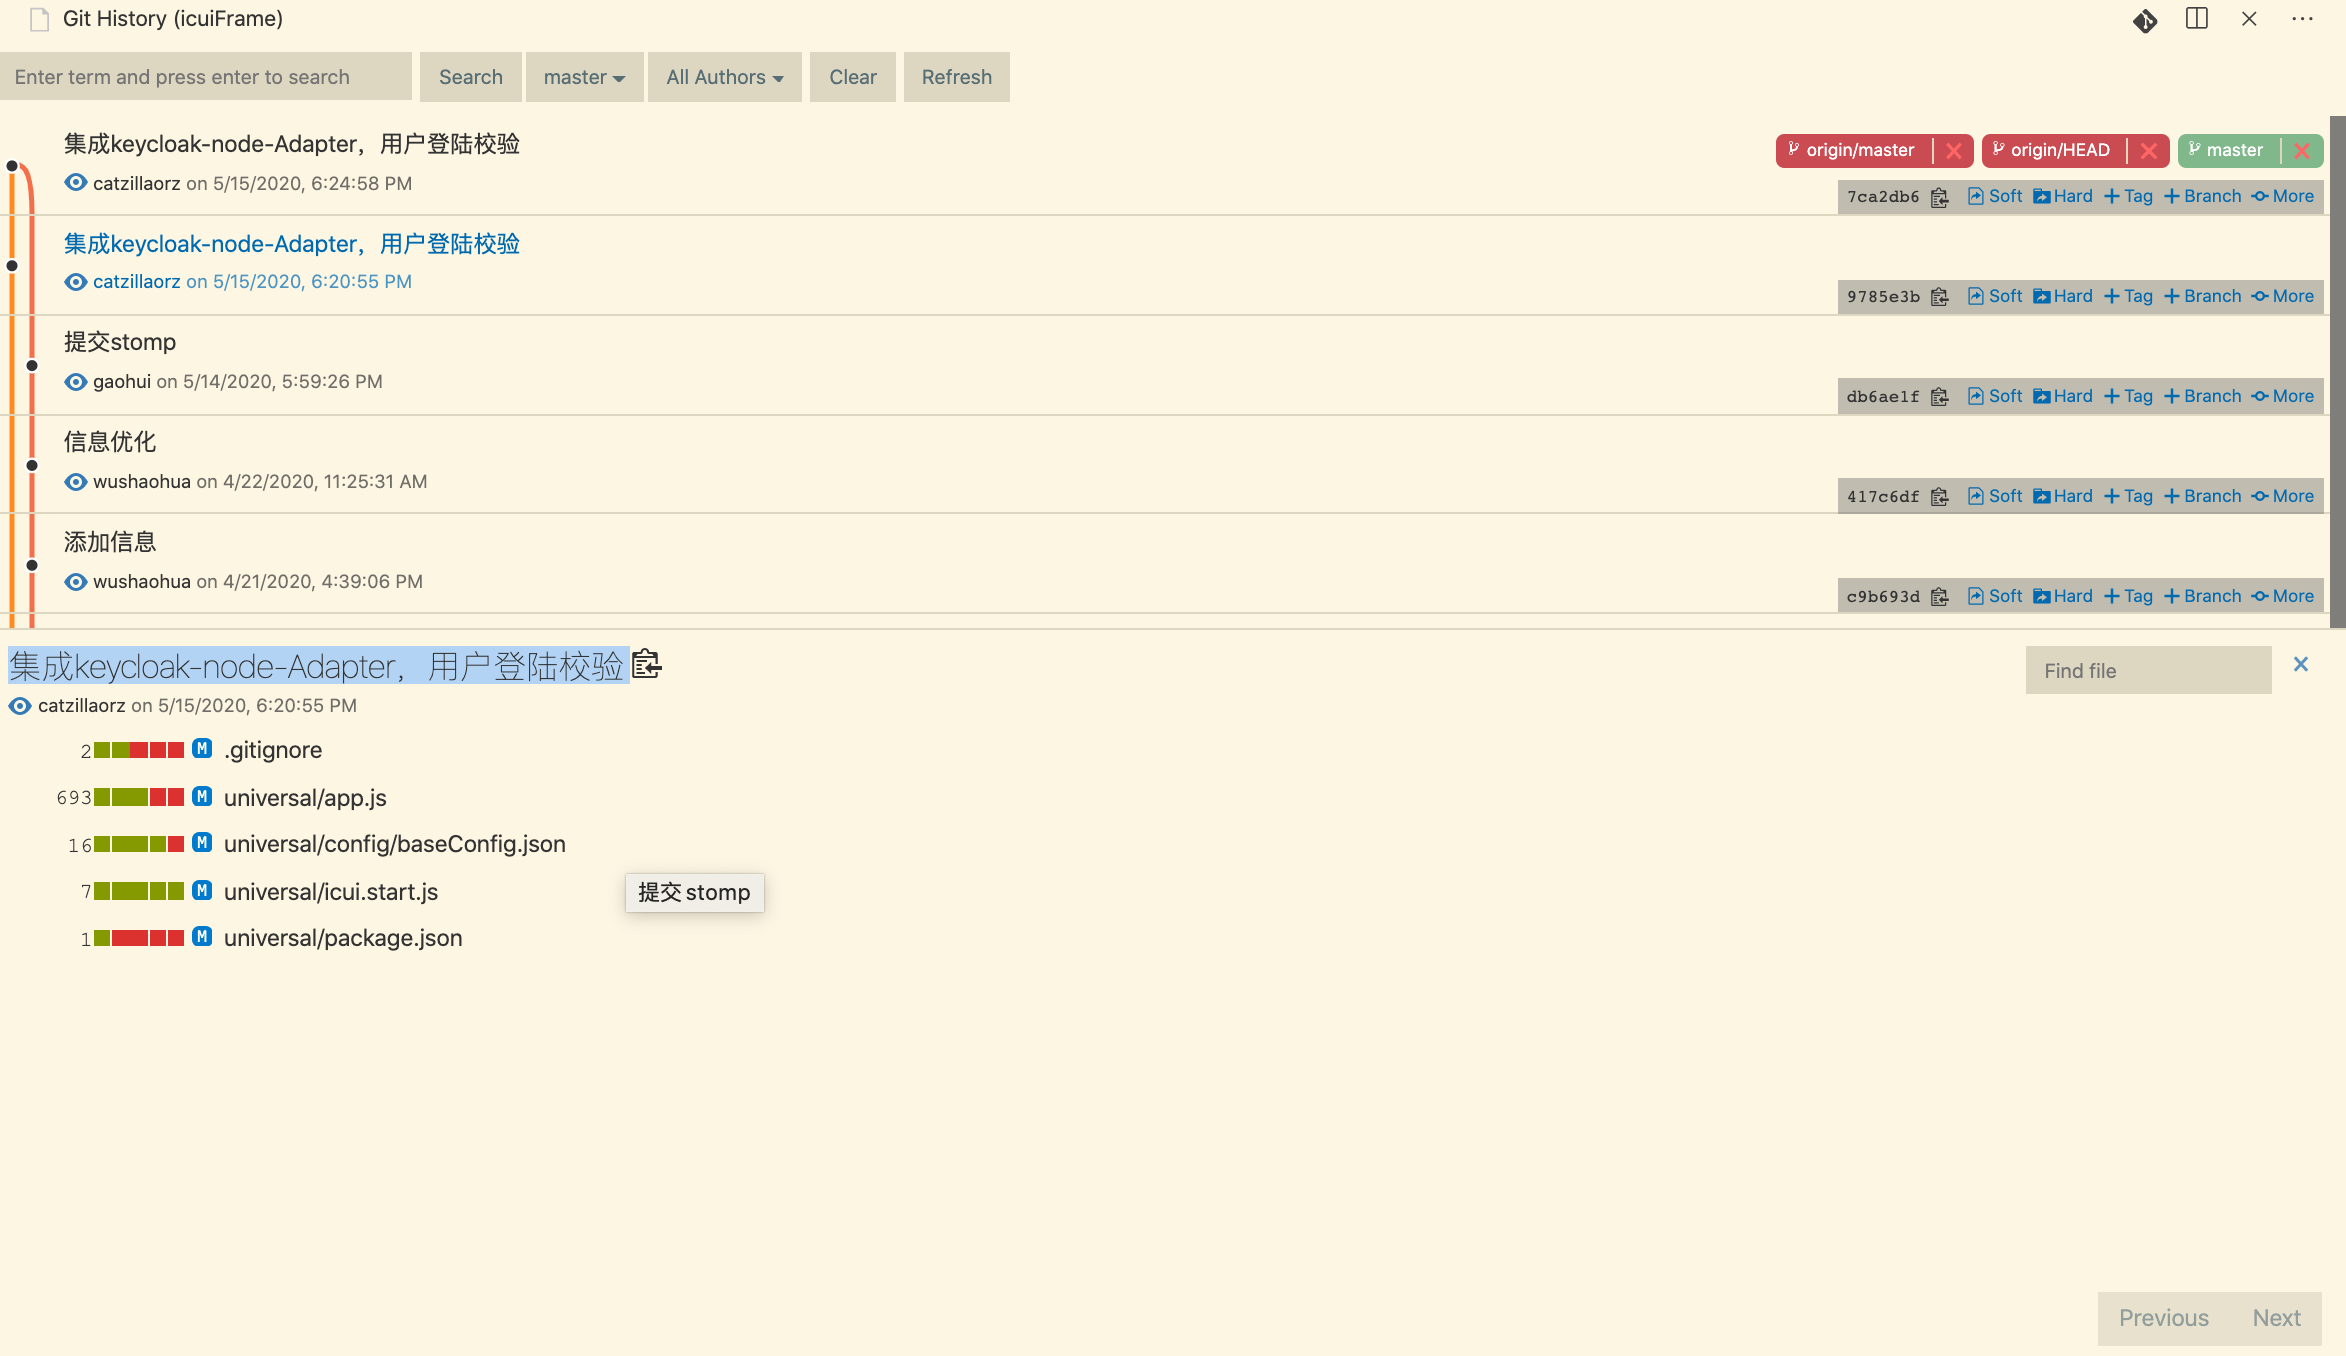 Git History (icuiFrame)
Enter term and press enter to search Search master All Authors Clear Refresh
集成keycloak-node-Adapter，用户登陆校验
origin/master origin/HEAD master
catzillaorz on 5/15/2020, 6:24:58 PM
7ca2db6 Soft Hard Tag Branch More
集成keycloak-node-Adapter，用户登陆校验
catzillaorz on 5/15/2020, 6:20:55 PM
9785e3b Soft Hard Tag Branch More
提交stomp
gaohui on 5/14/2020, 5:59:26 PM
db6ae1f Soft Hard Tag Branch More
信息优化
wushaohua on 4/22/2020, 11:25:31 AM
417c6df Soft Hard Tag Branch More
添加信息
wushaohua on 4/21/2020, 4:39:06 PM
c9b693d Soft Hard Tag Branch More
集成keycloak-node-Adapter，用户登陆校验
Find file
catzillaorz on 5/15/2020, 6:20:55 PM
2 M .gitignore
693 M universal/app.js
16 M universal/config/baseConfig.json
7 M universal/icui.start.js
提交stomp
1 M universal/package.json
Previous Next